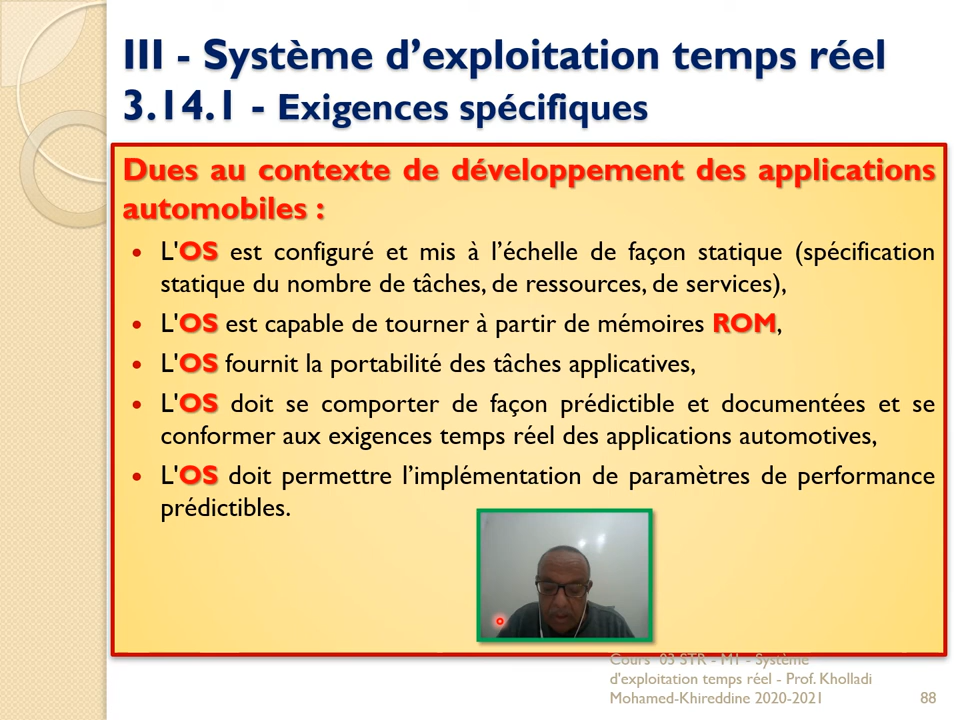 III - Système d’exploitation temps réel
3.14.1 - Exigences spécifiques
Dues au contexte de développement des applications
automobiles :
• L'OS est configuré et mis à l’échelle de façon statique (spécification
statique du nombre de tâches, de ressources, de services),
• L'OS est capable de tourner à partir de mémoires ROM,
• L'OS fournit la portabilité des tâches applicatives,
• L'OS doit se comporter de façon prédictible et documentées et se
conformer aux exigences temps réel des applications automotives,
• L'OS doit permettre l’implémentation de paramètres de performance
prédictibles.
Cours 03 STR - M1 - Système
d'exploitation temps réel - Prof. Kholladi
Mohamed-Khireddine 2020-2021
88